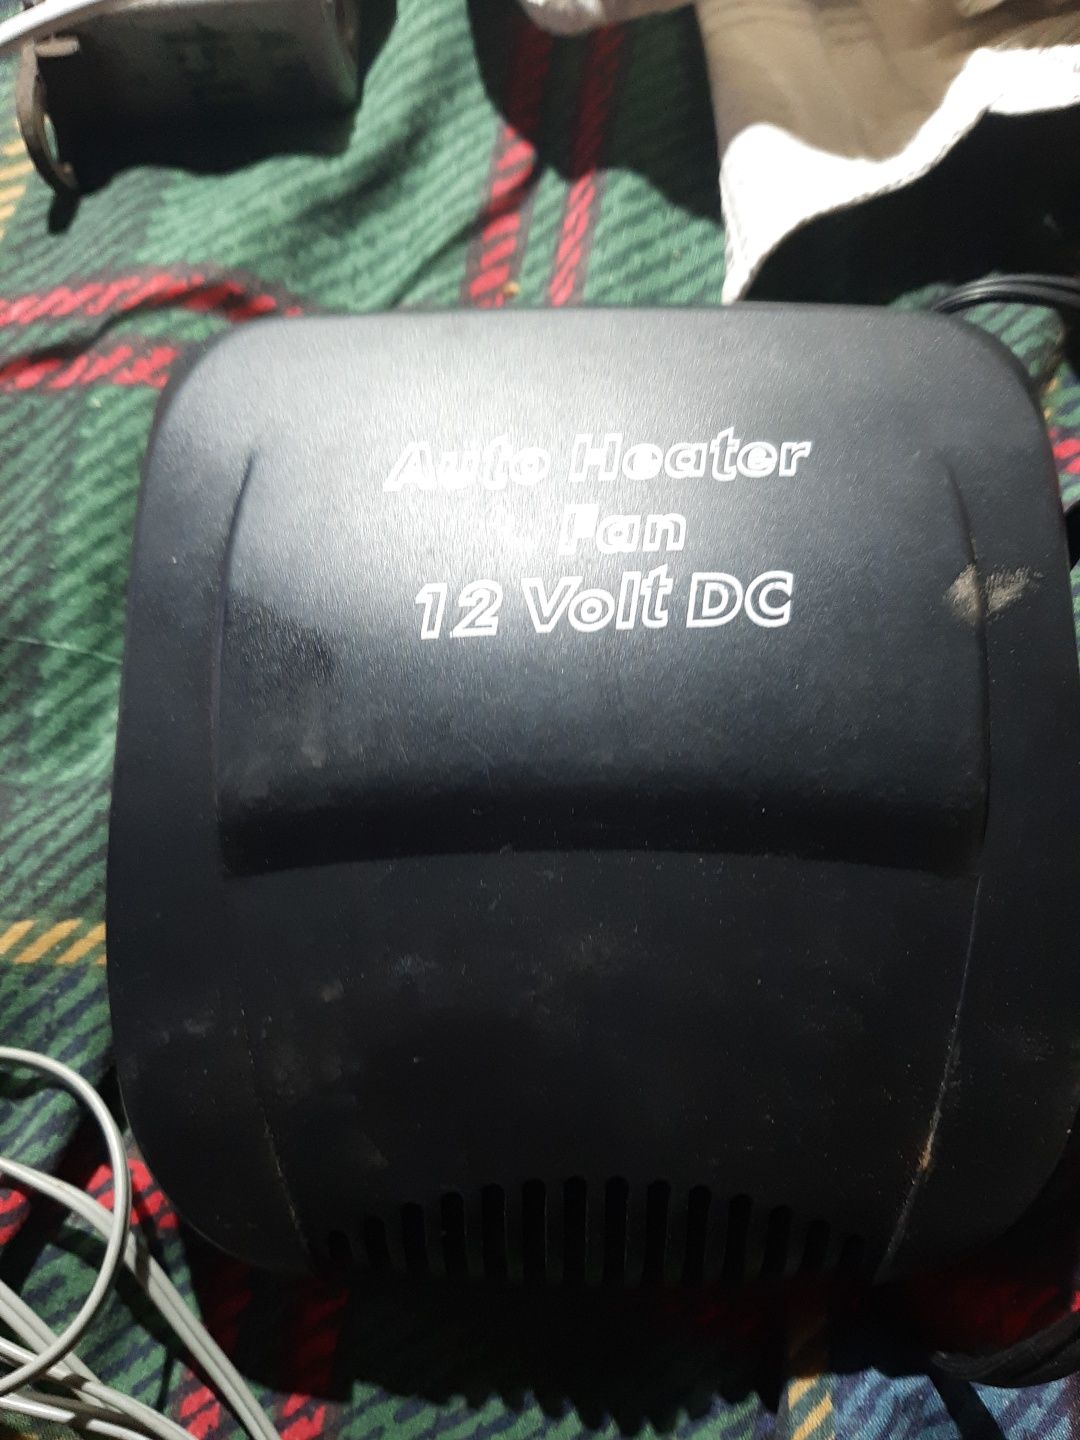 Auto Heater
& Fan
12 Volt DC